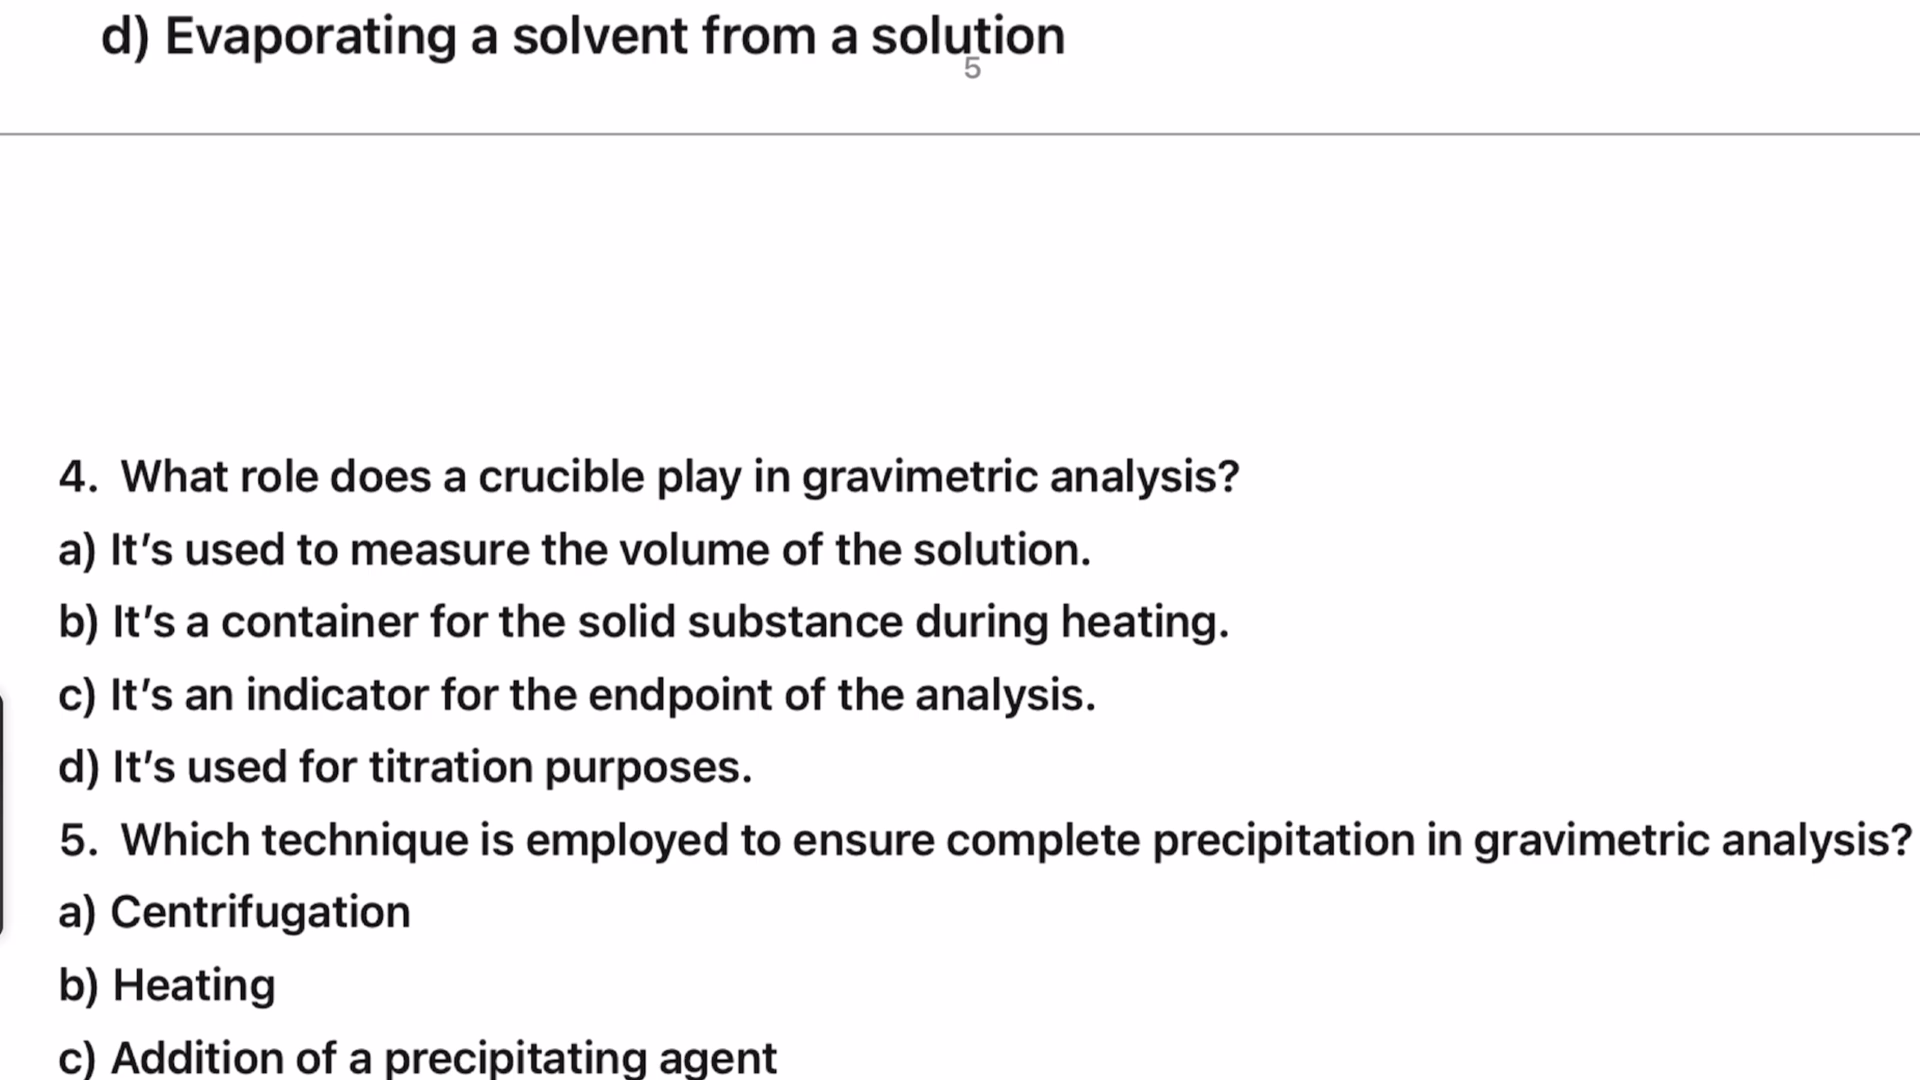 d) Evaporating a solvent from a solution
5
4. What role does a crucible play in gravimetric analysis?
a) It’s used to measure the volume of the solution.
b) It’s a container for the solid substance during heating.
c) It’s an indicator for the endpoint of the analysis.
d) It’s used for titration purposes.
5. Which technique is employed to ensure complete precipitation in gravimetric analysis?
a) Centrifugation
b) Heating
c) Addition of a precipitating agent